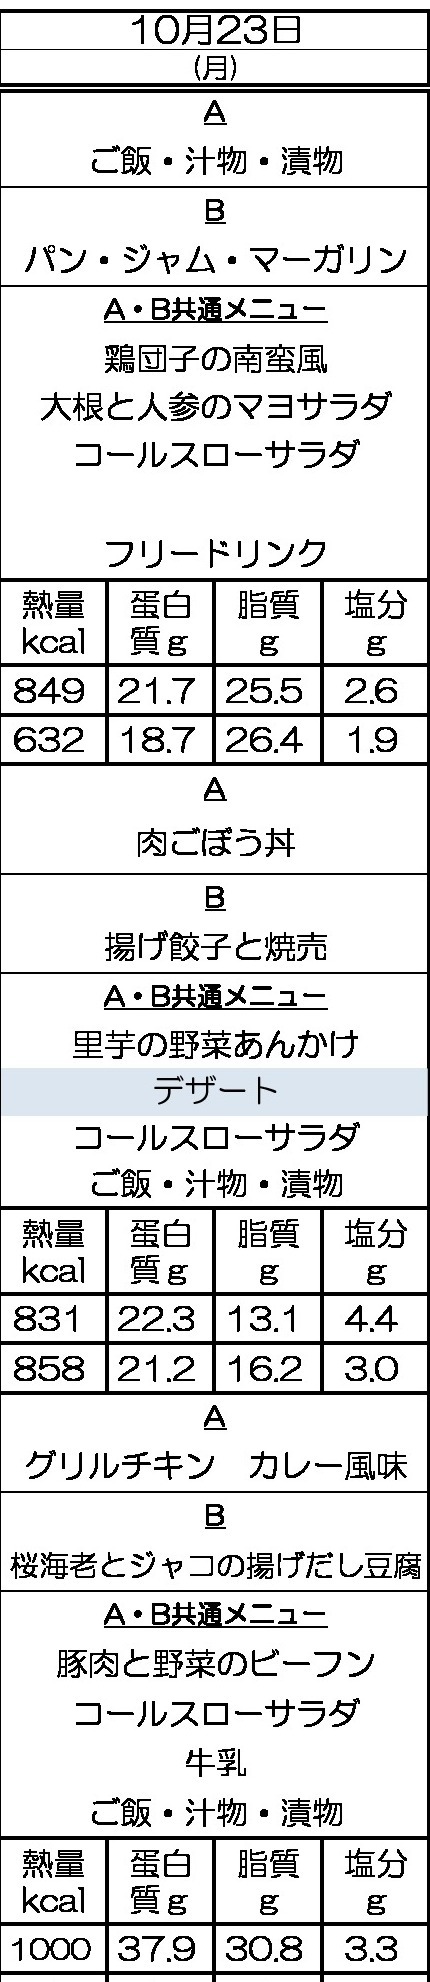 10月23日
(月)
A
ご飯・汁物・漬物
B
パン・ジャム・マーガリン
A・B共通メニュー
鶏団子の南蛮風
大根と人参のマヨサラダ
コールスローサラダ
フリードリンク
熱量 蛋白 脂質 塩分
kcal 質g g g
849 21.7 25.5 2.6
632 18.7 26.4 1.9
A
肉ごぼう丼
B
揚げ餃子と焼売
A・B共通メニュー
里芋の野菜あんかけ
デザート
コールスローサラダ
ご飯・汁物・漬物
熱量 蛋白 脂質 塩分
kcal 質g g g
831 22.3 13.1 4.4
858 21.2 16.2 3.0
A
グリルチキン　カレー風味
B
桜海老とジャコの揚げだし豆腐
A・B共通メニュー
豚肉と野菜のビーフン
コールスローサラダ
牛乳
ご飯・汁物・漬物
熱量 蛋白 脂質 塩分
kcal 質g g g
1000 37.9 30.8 3.3